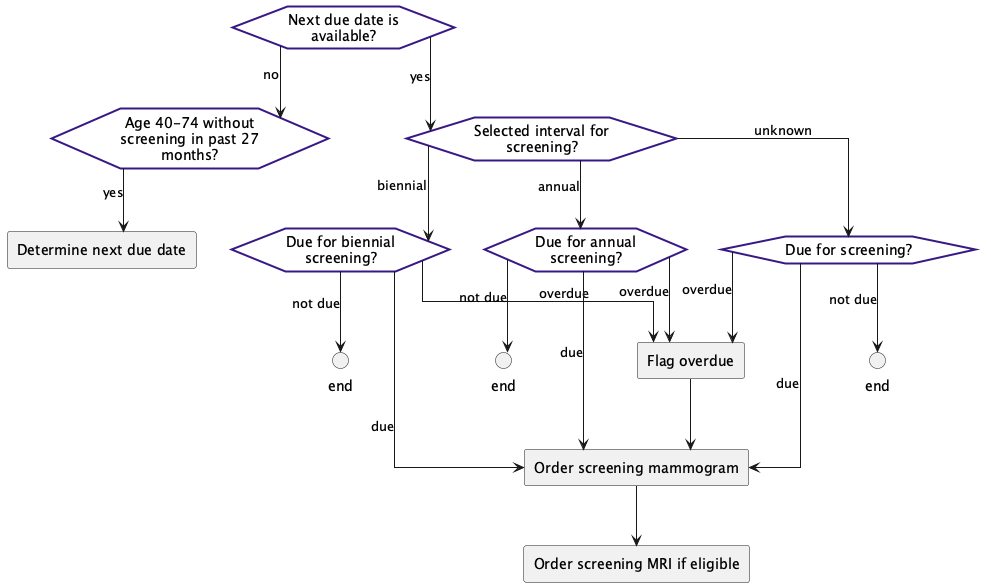 Next due date is
available?
no
yes
Age 40-74 without
screening in past 27
months?
Selected interval for
screening?
unknown
biennial
annual
yes
Determine next due date
Due for biennial
screening?
Due for annual
screening?
Due for screening?
not due
not due
overdue
overdue
overdue
not due
due
Flag overdue
end
end
end
due
due
Order screening mammogram
Order screening MRI if eligible